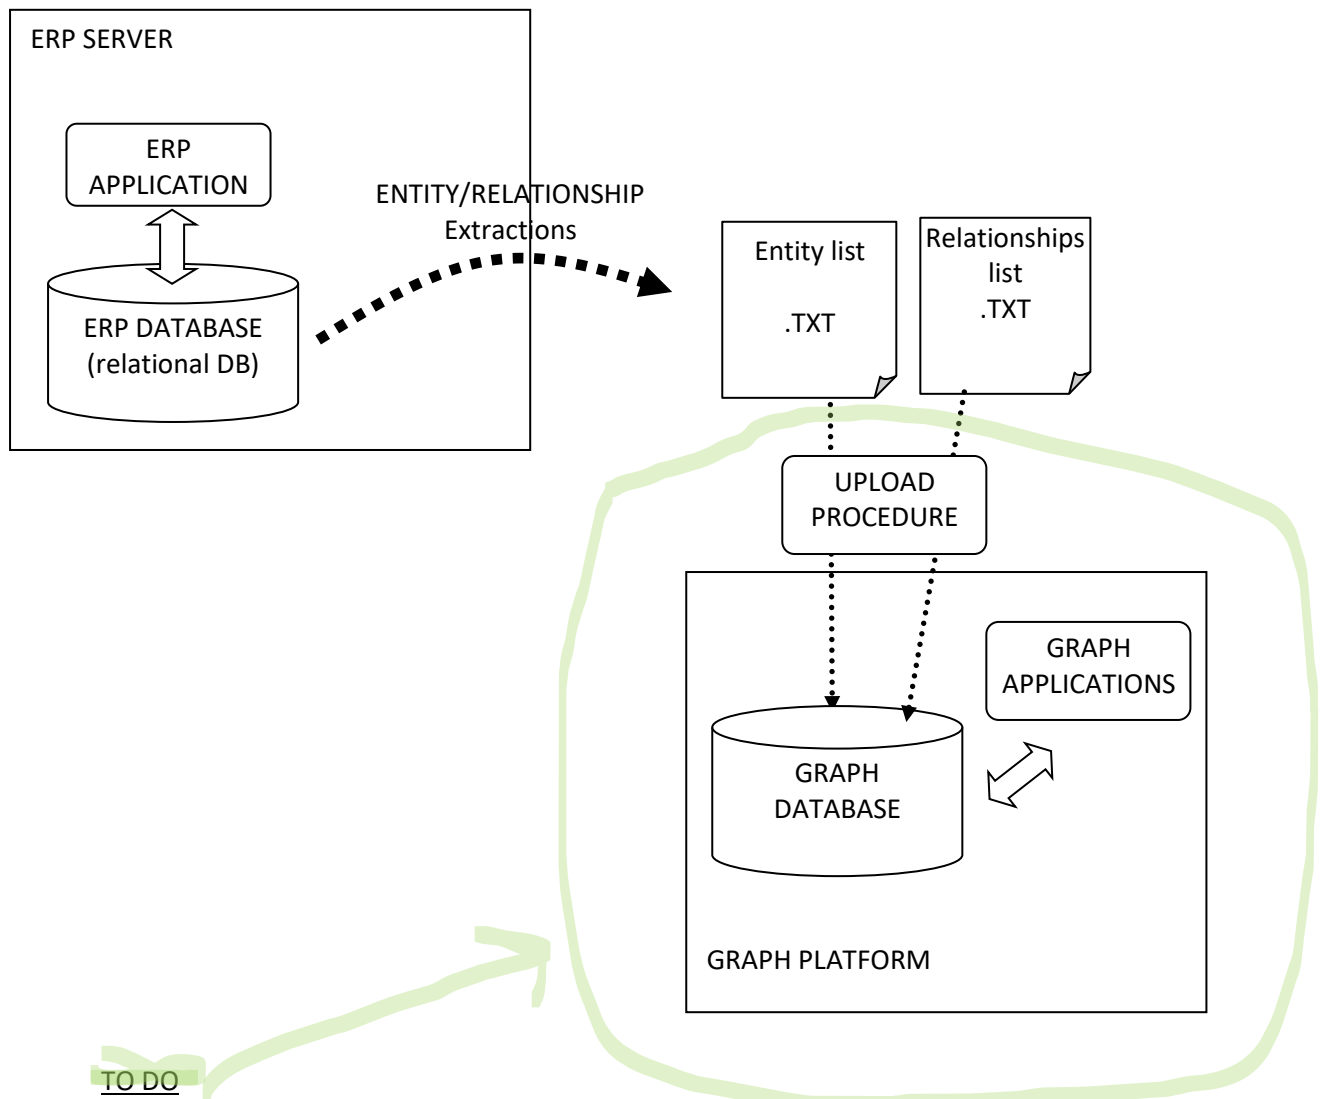 ERP SERVER
ERP
APPLICATION
ERP DATABASE
(relational DB)
ENTITY/RELATIONSHIP
Extractions
Entity list
.TXT
Relationships
list
.TXT
UPLOAD
PROCEDURE
GRAPH
APPLICATIONS
GRAPH
DATABASE
GRAPH PLATFORM
TO DO